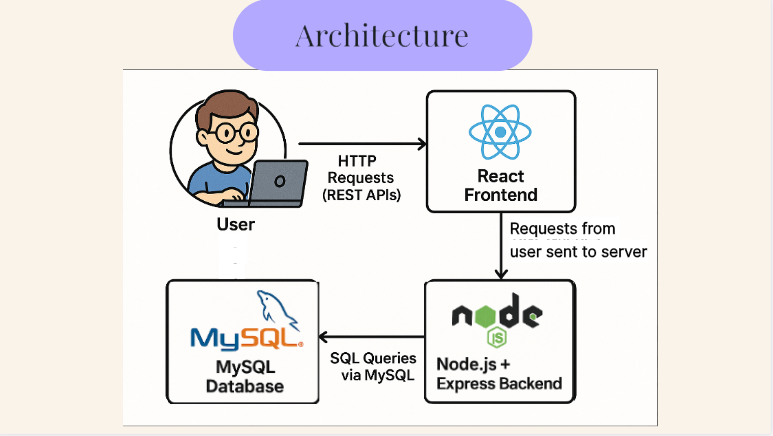 Architecture
HTTP
Requests
(REST APIs)
React
Frontend
User
Requests from
user sent to server
MySQL®
MySQL
Database
SQL Queries
via MySQL
node
JS
Node.js +
Express Backend